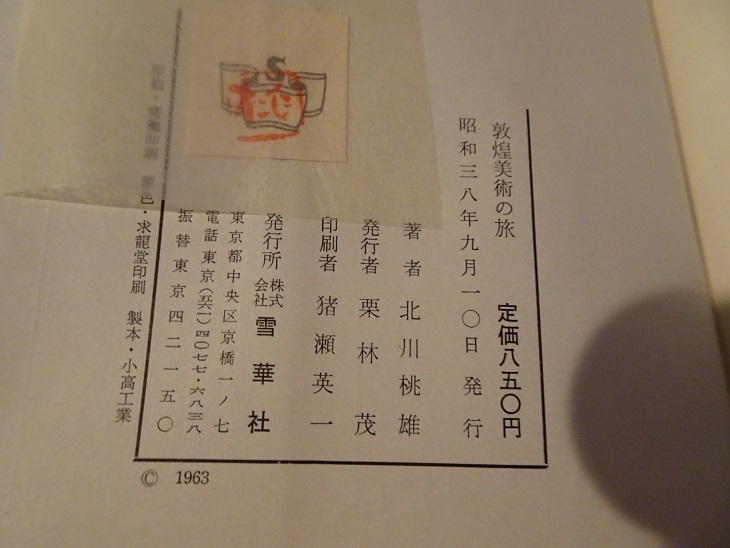 敦煌美術の旅　定価八五〇円
昭和三八年九月一〇日発行
著者　北川桃雄
発行者　栗林茂
印刷者　猪瀬英一
発行所　株式会社　雪華社
東京都中央区京橋一ノ七
電話東京(㐂一)四〇七七・六八三八
振替東京四二一五〇
色・求龍堂印刷　製本・小高工業
© 1963